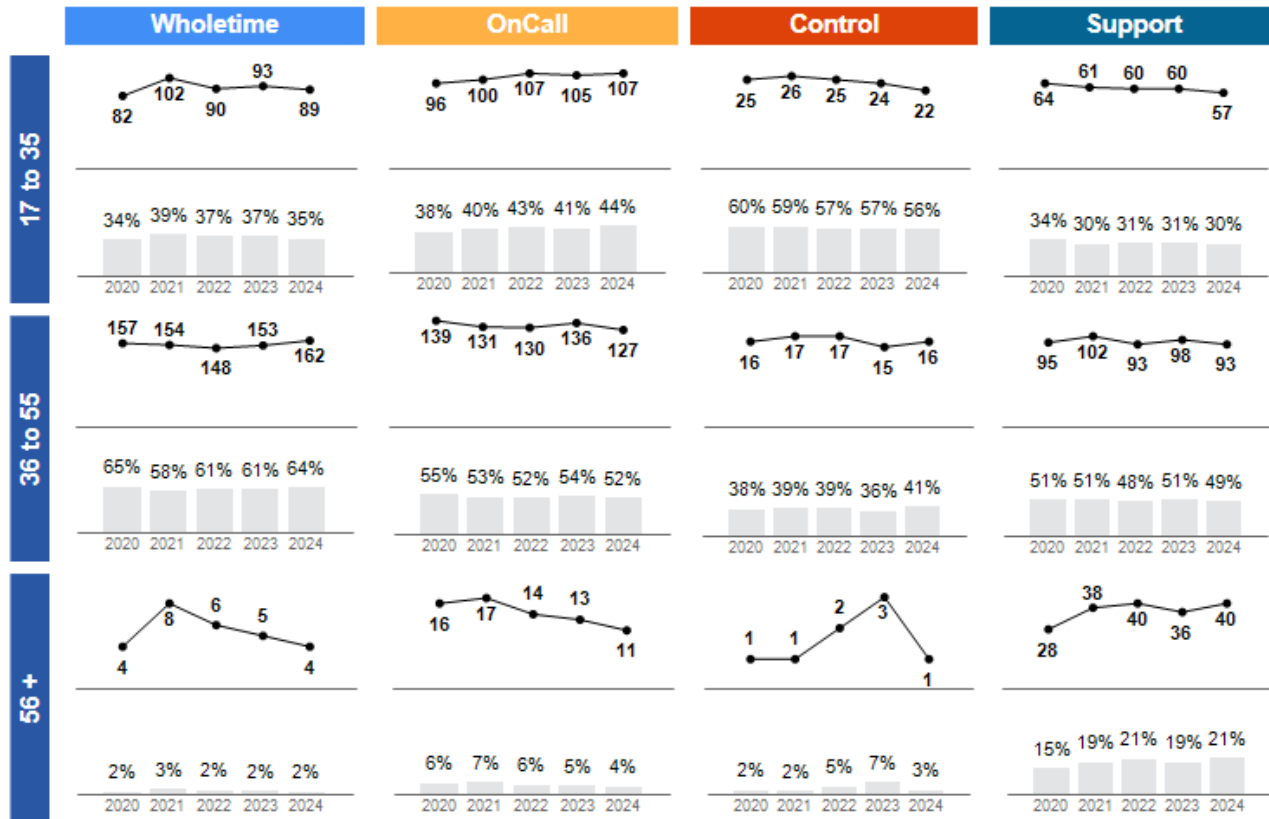 Wholetime OnCall Control Support
17 to 35
82 102 90 93 89
96 100 107 105 107
25 26 25 24 22
64 61 60 60 57
34% 39% 37% 37% 35%
38% 40% 43% 41% 44%
60% 59% 57% 57% 56%
34% 30% 31% 31% 30%
2020 2021 2022 2023 2024
2020 2021 2022 2023 2024
2020 2021 2022 2023 2024
2020 2021 2022 2023 2024
36 to 55
157 154 148 153 162
139 131 130 136 127
16 17 17 15 16
95 102 93 98 93
65% 58% 61% 61% 64%
55% 53% 52% 54% 52%
38% 39% 39% 36% 41%
51% 51% 48% 51% 49%
2020 2021 2022 2023 2024
2020 2021 2022 2023 2024
2020 2021 2022 2023 2024
2020 2021 2022 2023 2024
56 +
4 8 6 5 4
16 17 14 13 11
1 1 2 3 1
28 38 40 36 40
2% 3% 2% 2% 2%
6% 7% 6% 5% 4%
2% 2% 5% 7% 3%
15% 19% 21% 19% 21%
2020 2021 2022 2023 2024
2020 2021 2022 2023 2024
2020 2021 2022 2023 2024
2020 2021 2022 2023 2024